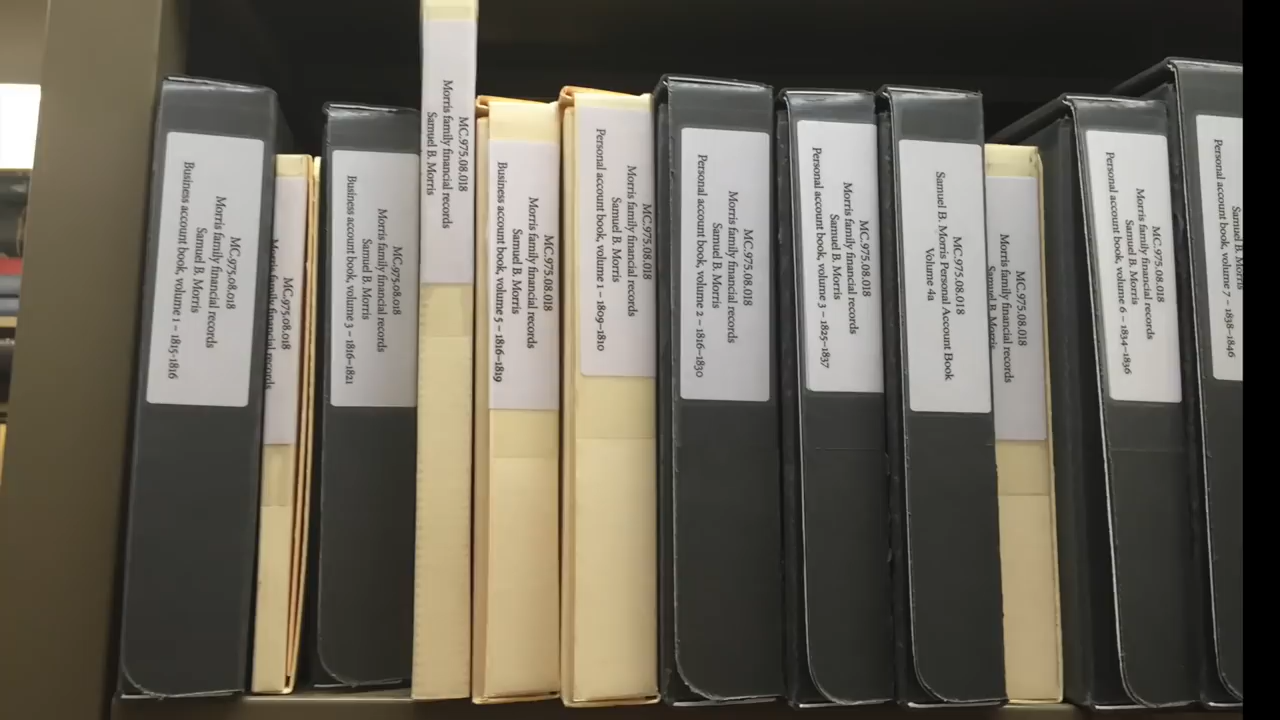 MC.975.08.018
Morris family financial records
Samuel B. Morris
Business account book, volume 1 – 1815-1816
MC.975.08.018
Morris family financial records
MC.975.08.018
Morris family financial records
Samuel B. Morris
Business account book, volume 3 – 1816–1821
MC.975.08.018
Morris family financial records
Samuel B. Morris
MC.975.08.018
Morris family financial records
Samuel B. Morris
Business account book, volume 5 – 1816–1819
MC.975.08.018
Morris family financial records
Samuel B. Morris
Personal account book, volume 1 – 1809–1810
MC.975.08.018
Morris family financial records
Samuel B. Morris
Personal account book, volume 2 – 1816–1830
MC.975.08.018
Morris family financial records
Samuel B. Morris
Personal account book, volume 3 – 1825–1837
MC.975.08.018
Samuel B. Morris Personal Account Book
Volume 4a
MC.975.08.018
Morris family financial records
Samuel B. Morris
MC.975.08.018
Morris family financial records
Samuel B. Morris
Personal account book, volume 6 – 1834–1836
Samuel B. Morris
Personal account book, volume 7 – 1838–1846